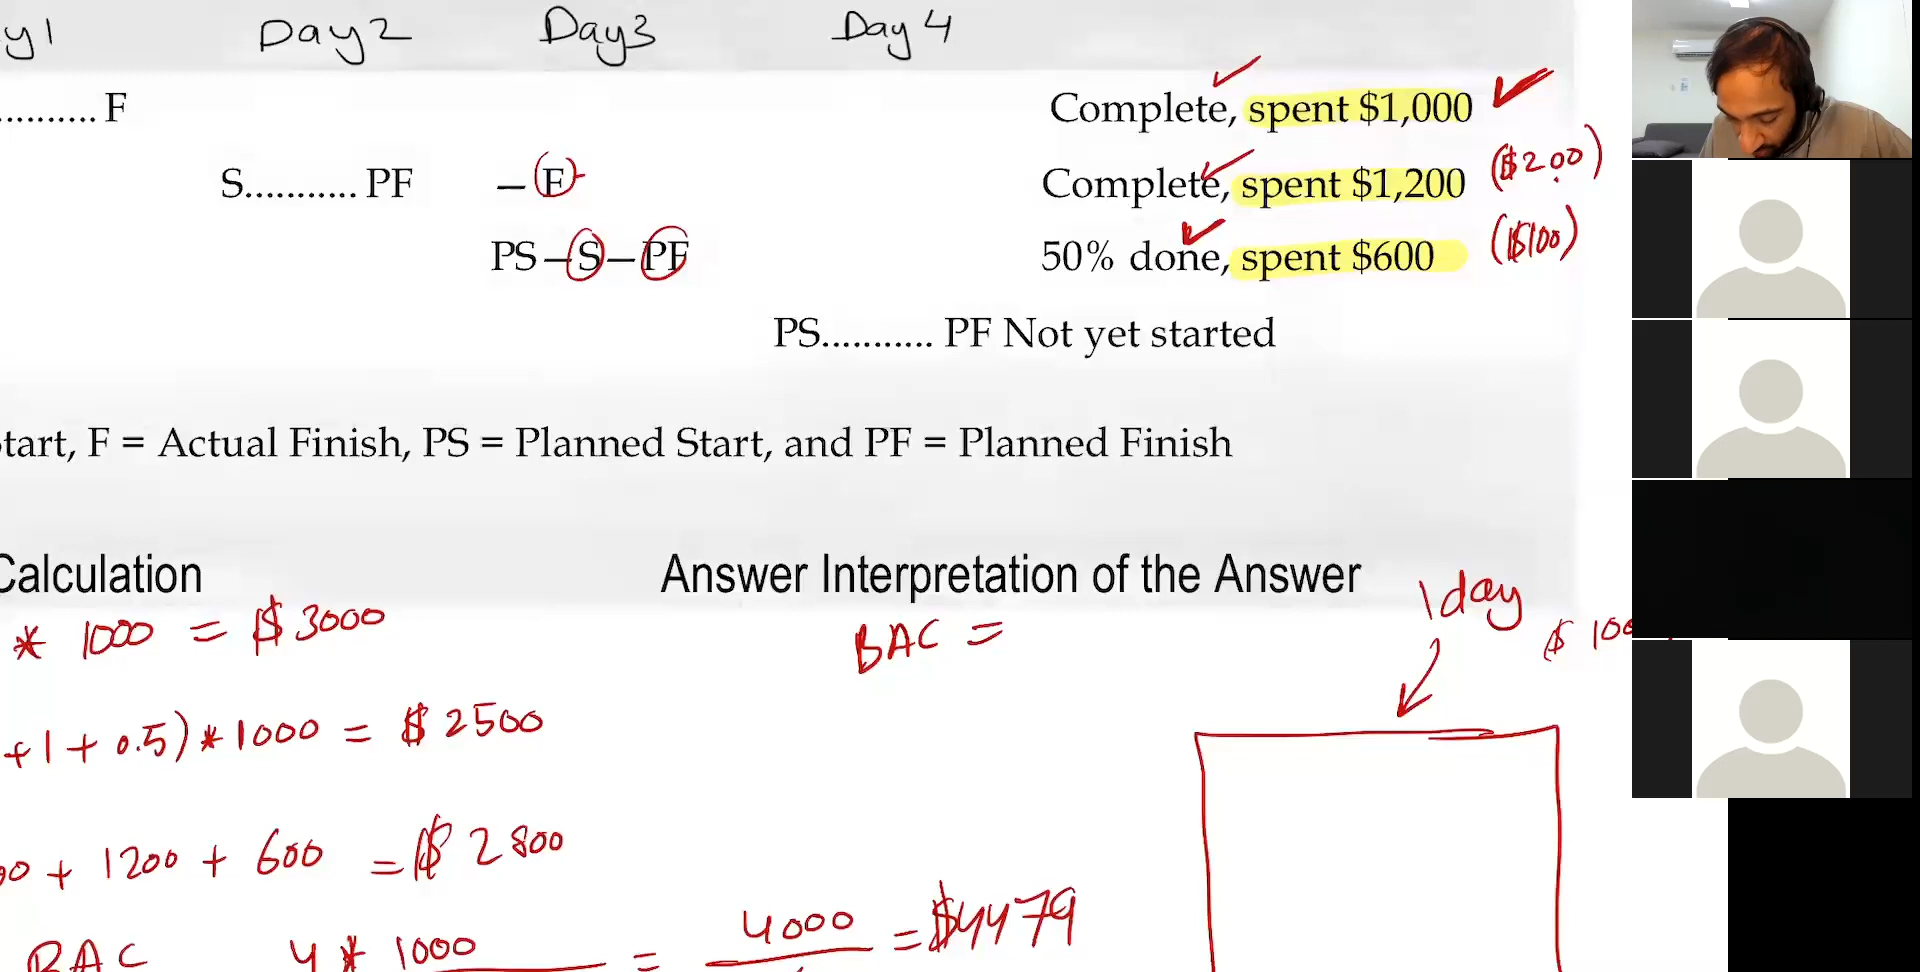 y1 Day2 Day3 Day 4
........... F Complete, spent $1,000
S........... PF – F Complete, spent $1,200 ($200)
PS – S – PF 50% done, spent $600 ($100)
PS........... PF Not yet started
tart, F = Actual Finish, PS = Planned Start, and PF = Planned Finish
Calculation Answer Interpretation of the Answer
* 1000 = $3000 BAC = 1 day
$ 100
+1 + 0.5) * 1000 = $ 2500
00 + 1200 + 600 = $ 2800
BAC 4 * 1000 = 4000 = $4479